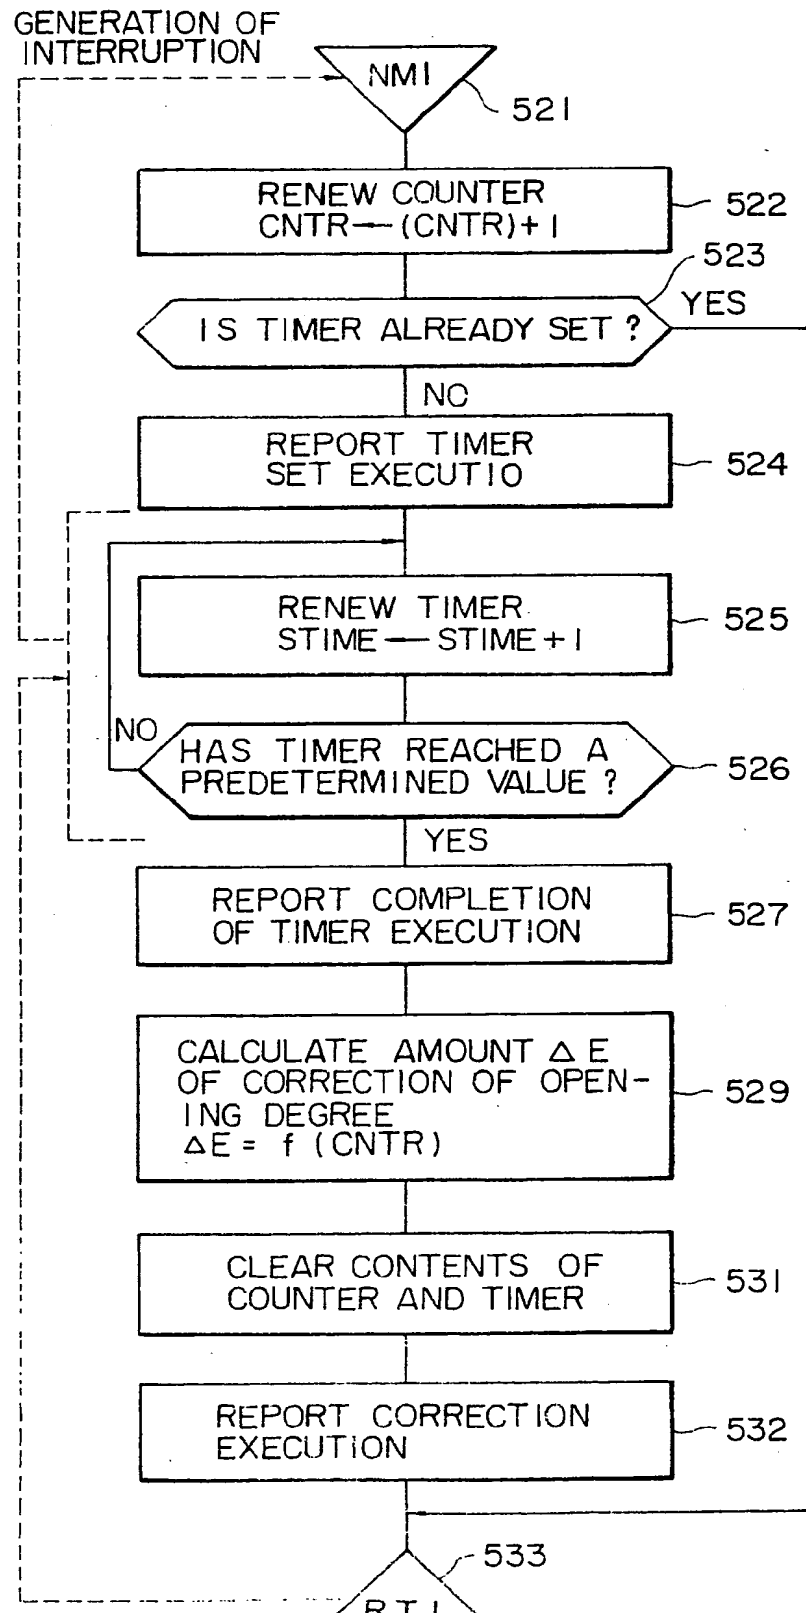 GENERATION OF
INTERRUPTION
NMI
521
RENEW COUNTER
CNTR ← (CNTR) + 1
522
523
IS TIMER ALREADY SET ?
YES
NO
REPORT TIMER
SET EXECUTIO
524
RENEW TIMER
STIME ← STIME + 1
525
NO
HAS TIMER REACHED A
PREDETERMINED VALUE ?
526
YES
REPORT COMPLETION
OF TIMER EXECUTION
527
CALCULATE AMOUNT Δ E
OF CORRECTION OF OPEN-
ING DEGREE
ΔE = f (CNTR)
529
CLEAR CONTENTS OF
COUNTER AND TIMER
531
REPORT CORRECTION
EXECUTION
532
533
RTI